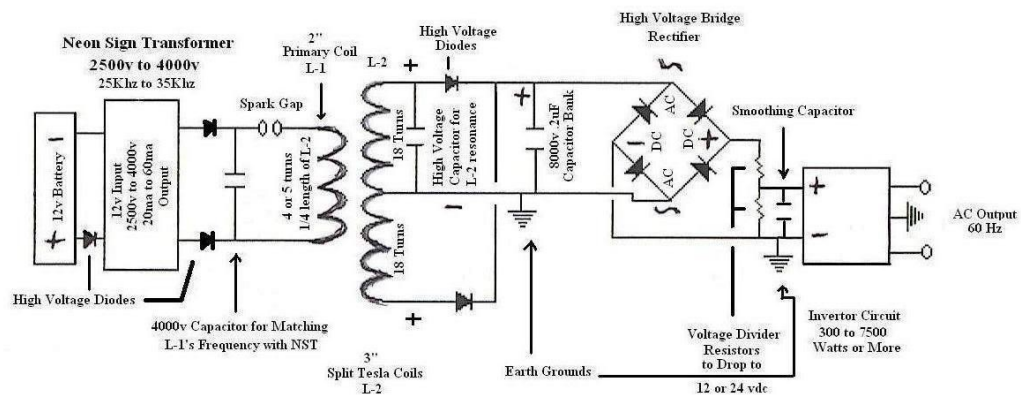 Neon Sign Transformer
2500v to 4000v
25Khz to 35Khz
12v Battery
12v Input
2500v to 4000v
20ma to 60ma
Output
High Voltage Diodes
Spark Gap
2"
Primary Coil
L-1
4 or 5 turns
1/4 length of L-2
4000v Capacitor for Matching
L-1's Frequency with NST
L-2
+
18 Turns
18 Turns
+
3"
Split Tesla Coils
L-2
High Voltage
Diodes
High Voltage
Capacitor for
L-2 resonance
8000v .2uF
Capacitor Bank
+
Earth Grounds
High Voltage Bridge
Rectifier
AC
AC
DC
DC
+
Smoothing Capacitor
Voltage Divider
Resistors
to Drop to
12 or 24 vdc
+
AC Output
60 Hz
Invertor Circuit
300 to 7500
Watts or More